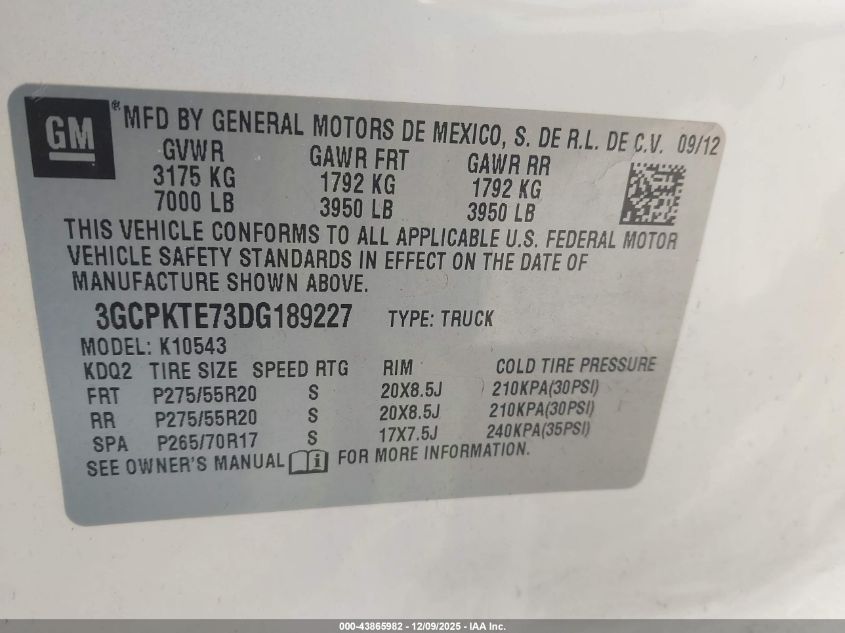 GM ® MFD BY GENERAL MOTORS DE MEXICO, S. DE R.L. DE C.V. 09/12
GVWR GAWR FRT GAWR RR
3175 KG 1792 KG 1792 KG
7000 LB 3950 LB 3950 LB
THIS VEHICLE CONFORMS TO ALL APPLICABLE U.S. FEDERAL MOTOR
VEHICLE SAFETY STANDARDS IN EFFECT ON THE DATE OF
MANUFACTURE SHOWN ABOVE.
3GCPKTE73DG189227 TYPE: TRUCK
MODEL: K10543
KDQ2 TIRE SIZE SPEED RTG RIM COLD TIRE PRESSURE
FRT P275/55R20 S 20X8.5J 210KPA(30PSI)
RR P275/55R20 S 20X8.5J 210KPA(30PSI)
SPA P265/70R17 S 17X7.5J 240KPA(35PSI)
SEE OWNER'S MANUAL i FOR MORE INFORMATION.
000-43865982 - 12/09/2025 - IAA Inc.